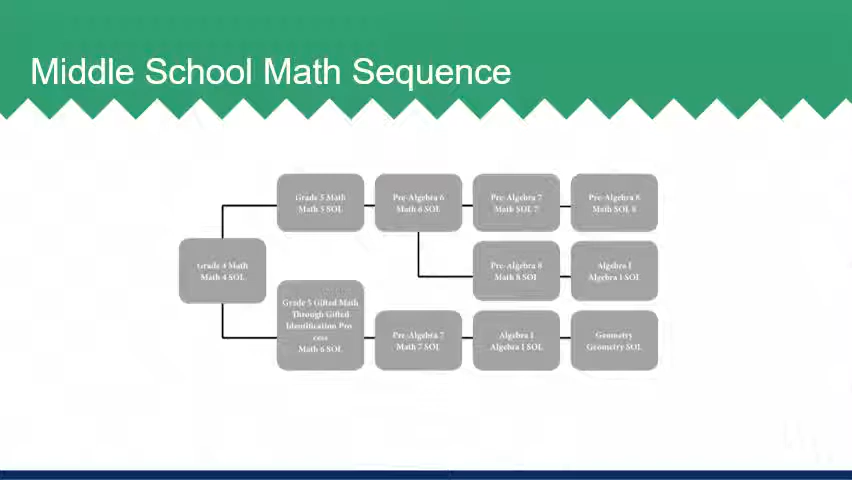 Middle School Math Sequence
Grade 5 Math
Math 5 SOL
Pre-Algebra 6
Math 6 SOL
Pre-Algebra 7
Math SOL 7
Pre-Algebra 8
Math SOL 8
Grade 4 Math
Math 4 SOL
Pre-Algebra 8
Math 8 SOL
Algebra I
Algebra I SOL
Grade 5 Gifted Math
Through Gifted
Identification Pro
cess
Math 6 SOL
Pre-Algebra 7
Math 7 SOL
Algebra I
Algebra I SOL
Geometry
Geometry SOL